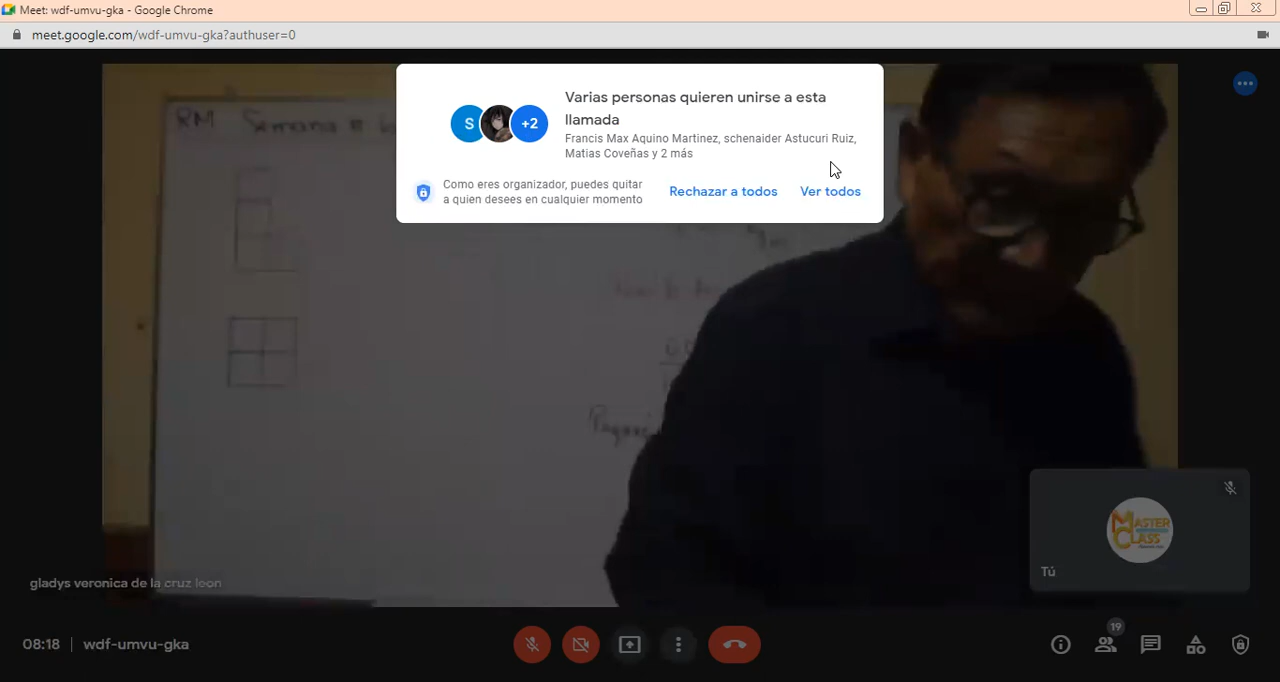 Meet: wdf-umvu-gka - Google Chrome
meet.google.com/wdf-umvu-gka?authuser=0
RM Semana
Varias personas quieren unirse a esta
llamada
S
+2
Francis Max Aquino Martinez, schenaider Astucuri Ruiz,
Matias Coveñas y 2 más
Como eres organizador, puedes quitar
a quien desees en cualquier momento
Rechazar a todos
Ver todos
MASTER
CLASS
Tú
gladys veronica de la cruz leon
08:18 | wdf-umvu-gka
19